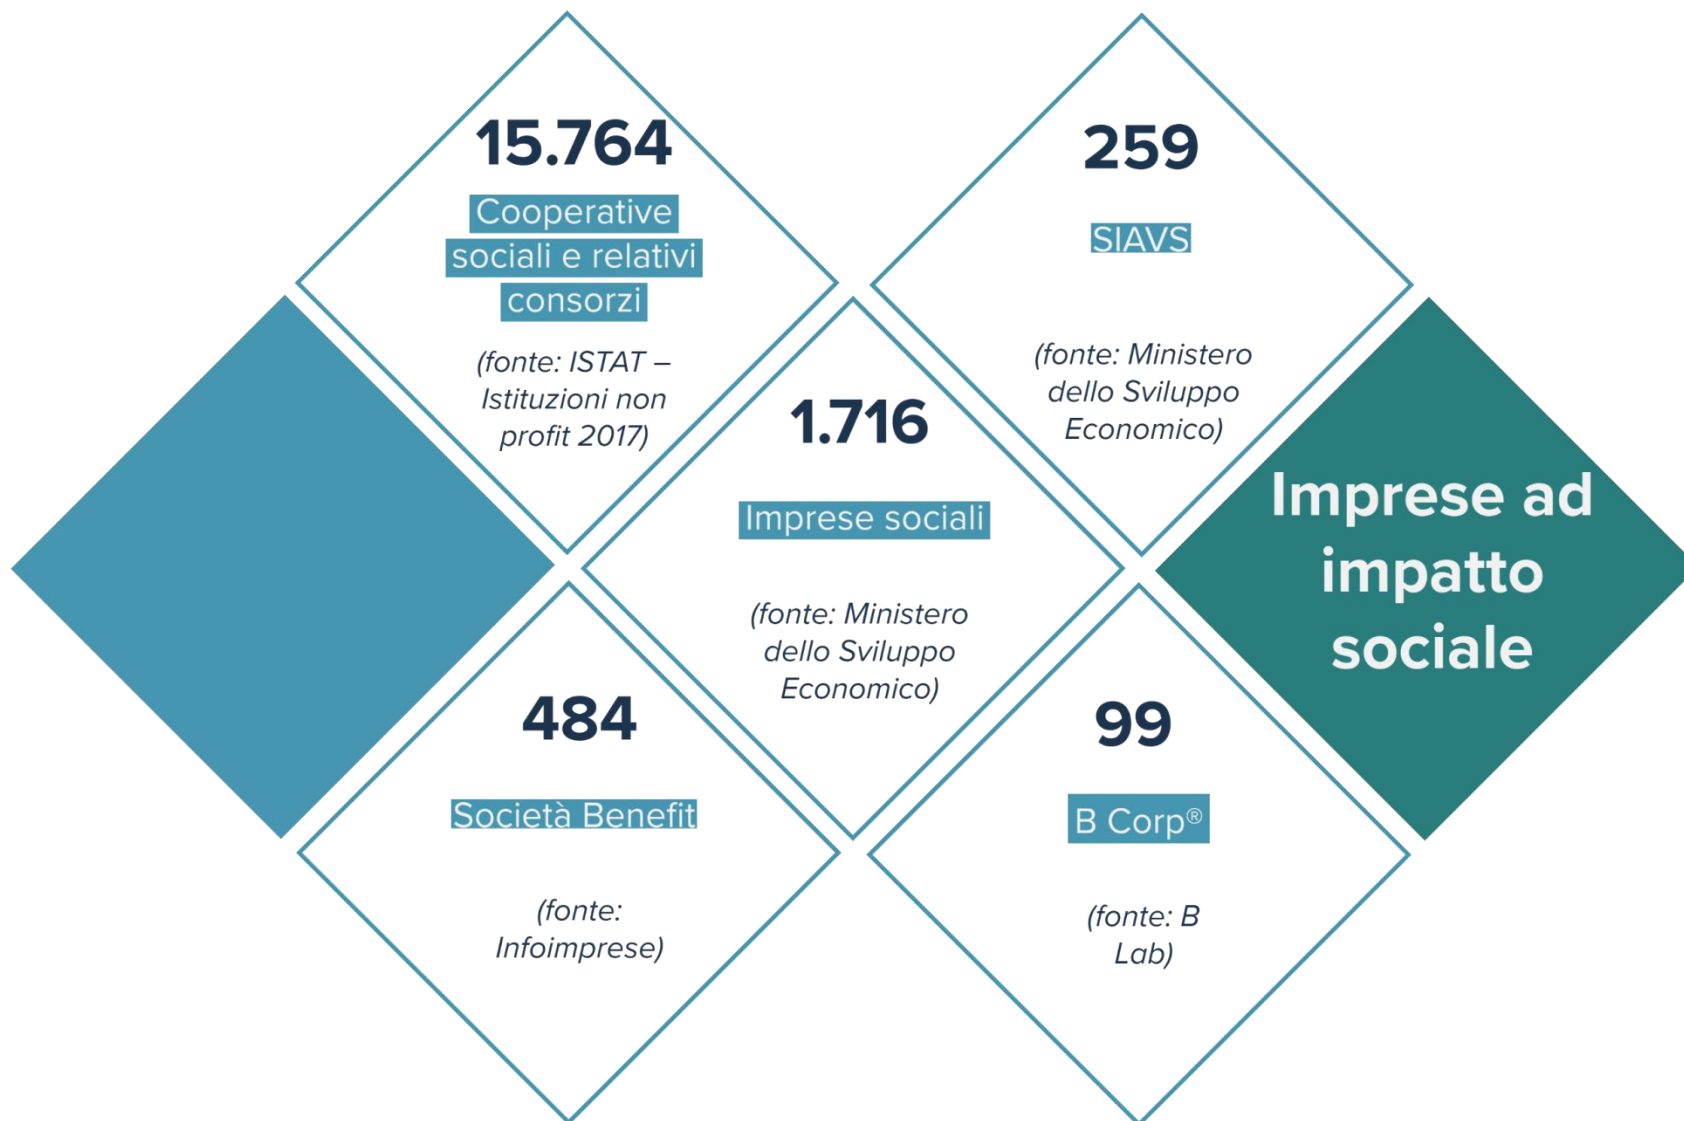 15.764
Cooperative
sociali e relativi
consorzi
(fonte: ISTAT –
Istituzioni non
profit 2017)
259
SIAVS
(fonte: Ministero
dello Sviluppo
Economico)
1.716
Imprese sociali
(fonte: Ministero
dello Sviluppo
Economico)
Imprese ad
impatto
sociale
484
Società Benefit
(fonte:
Infoimprese)
99
B Corp®
(fonte: B
Lab)